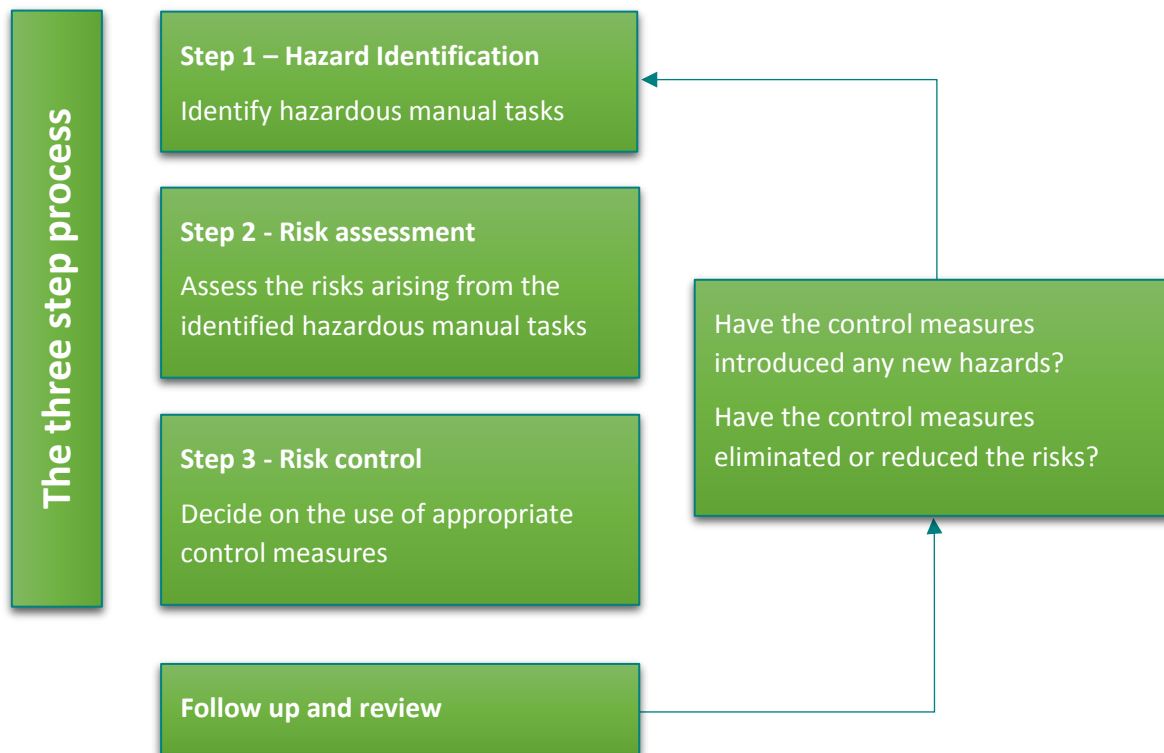 The three step process
Step 1 – Hazard Identification
Identify hazardous manual tasks
Step 2 - Risk assessment
Assess the risks arising from the
identified hazardous manual tasks
Step 3 - Risk control
Decide on the use of appropriate
control measures
Follow up and review
Have the control measures
introduced any new hazards?
Have the control measures
eliminated or reduced the risks?